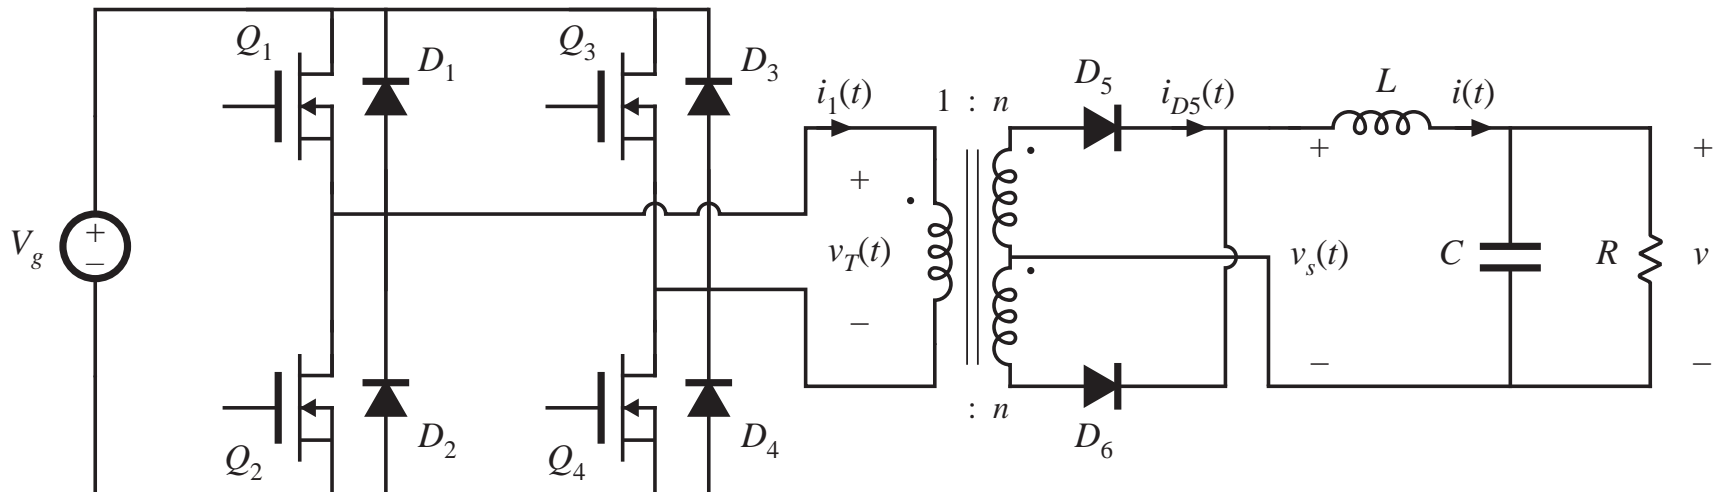 Q1 D1 Q3 D3 i1(t) 1 : n D5 iD5(t) L i(t)
+ + +
Vg + − vT(t) vs(t) C R v
− − −
Q2 D2 Q4 D4 : n D6